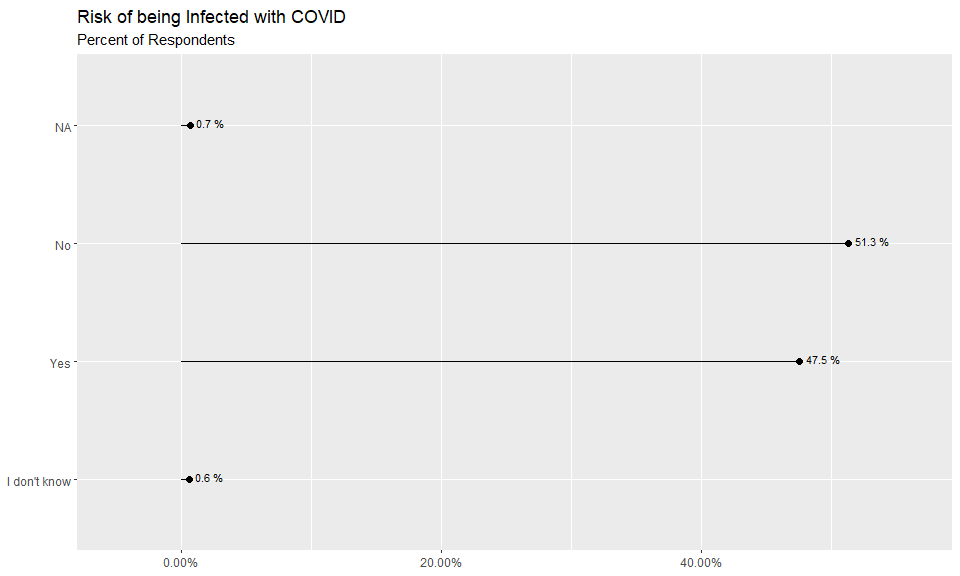 Risk of being Infected with COVID
Percent of Respondents
NA
0.7 %
No
51.3 %
Yes
47.5 %
I don't know
0.6 %
0.00%
20.00%
40.00%